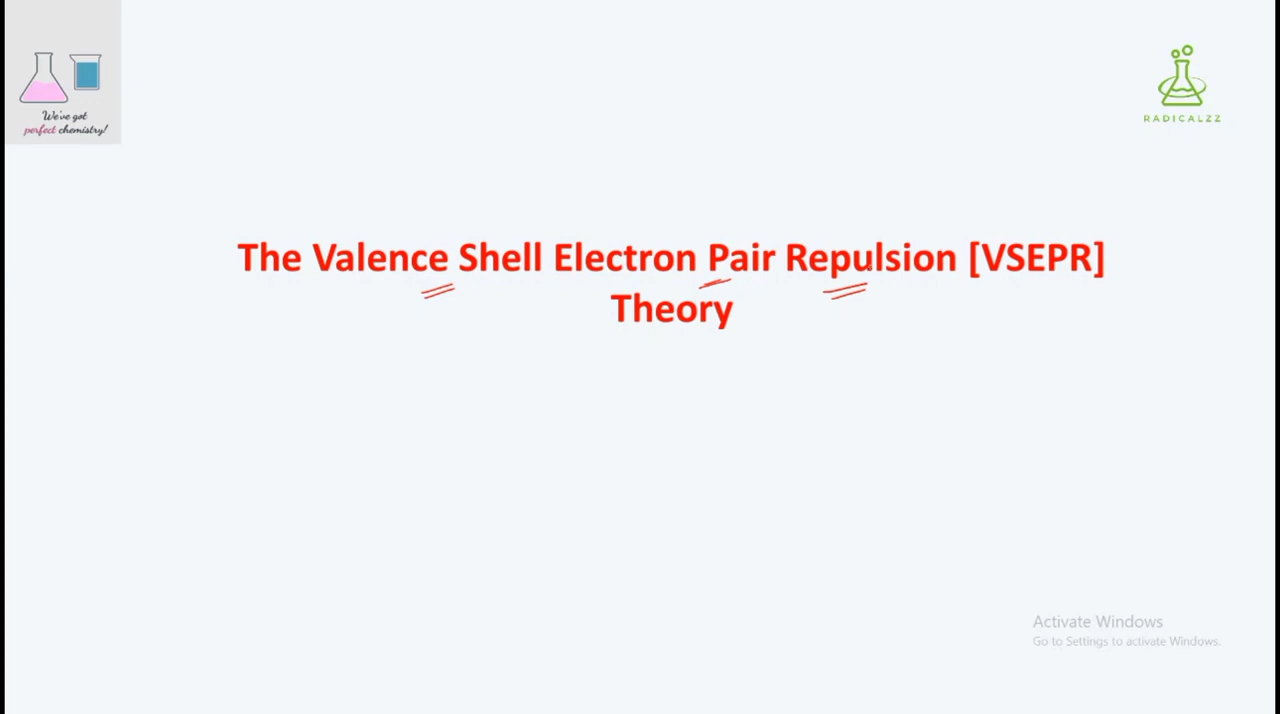 We've got
perfect chemistry!
RADICALZZ
The Valence Shell Electron Pair Repulsion [VSEPR]
Theory
Activate Windows
Go to Settings to activate Windows.